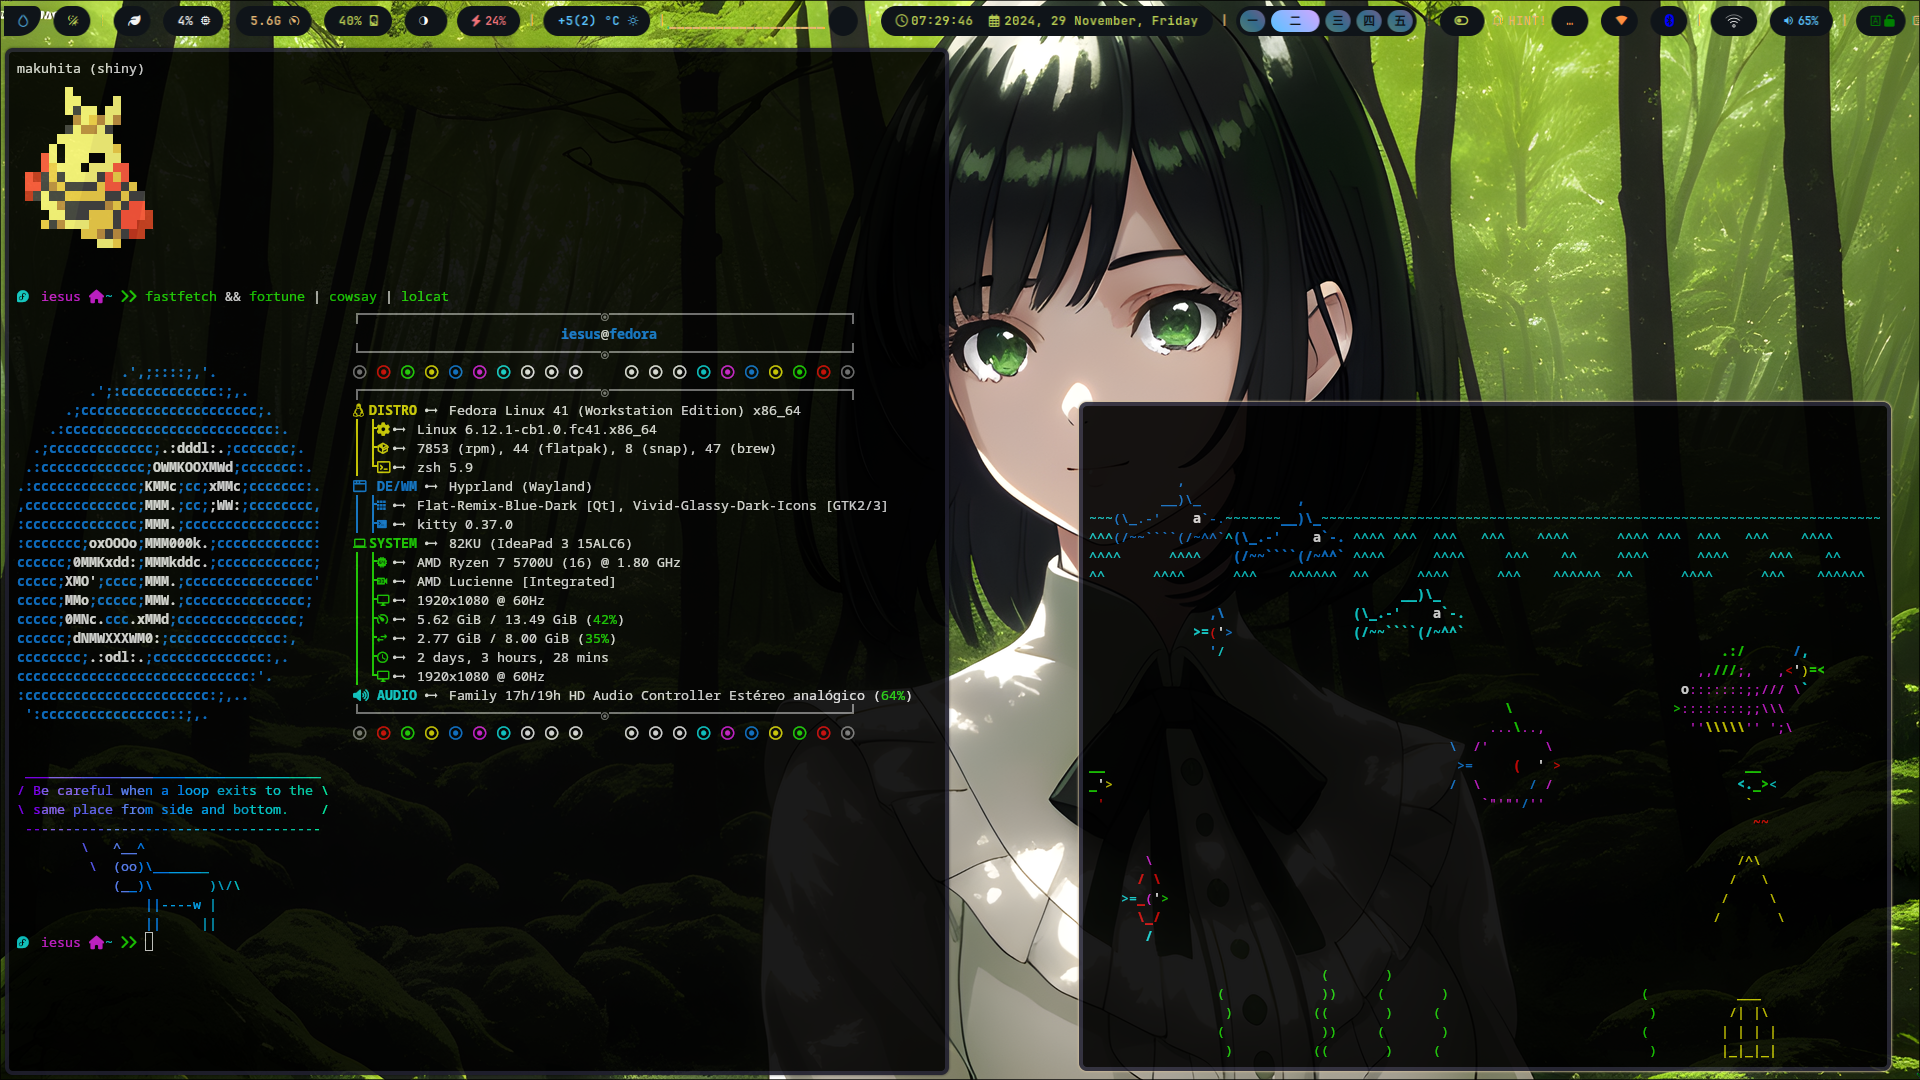 4%
5.6G
40%
24%
+5(2) °C
07:29:46
2024, 29 November, Friday
一 二 三 四 五
HINT!
...
65%
makuhita (shiny)
iesus ~ fastfetch && fortune | cowsay | lolcat
iesus@fedora
DISTRO Fedora Linux 41 (Workstation Edition) x86_64
Linux 6.12.1-cb1.0.fc41.x86_64
7853 (rpm), 44 (flatpak), 8 (snap), 47 (brew)
zsh 5.9
DE/WM Hyprland (Wayland)
Flat-Remix-Blue-Dark [Qt], Vivid-Glassy-Dark-Icons [GTK2/3]
kitty 0.37.0
SYSTEM 82KU (IdeaPad 3 15ALC6)
AMD Ryzen 7 5700U (16) @ 1.80 GHz
AMD Lucienne [Integrated]
1920x1080 @ 60Hz
5.62 GiB / 13.49 GiB (42%)
2.77 GiB / 8.00 GiB (35%)
2 days, 3 hours, 28 mins
1920x1080 @ 60Hz
AUDIO Family 17h/19h HD Audio Controller Estéreo analógico (64%)
/ Be careful when a loop exits to the \
\ same place from side and bottom. /
\ ^__^
\ (oo)\_______
(__)\ )\/\
||----w |
|| ||
iesus ~